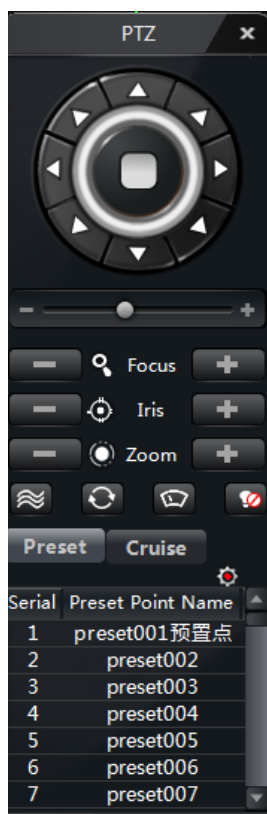 PTZ
Focus
Iris
Zoom
Preset Cruise
Serial Preset Point Name
1 preset001预置点
2 preset002
3 preset003
4 preset004
5 preset005
6 preset006
7 preset007